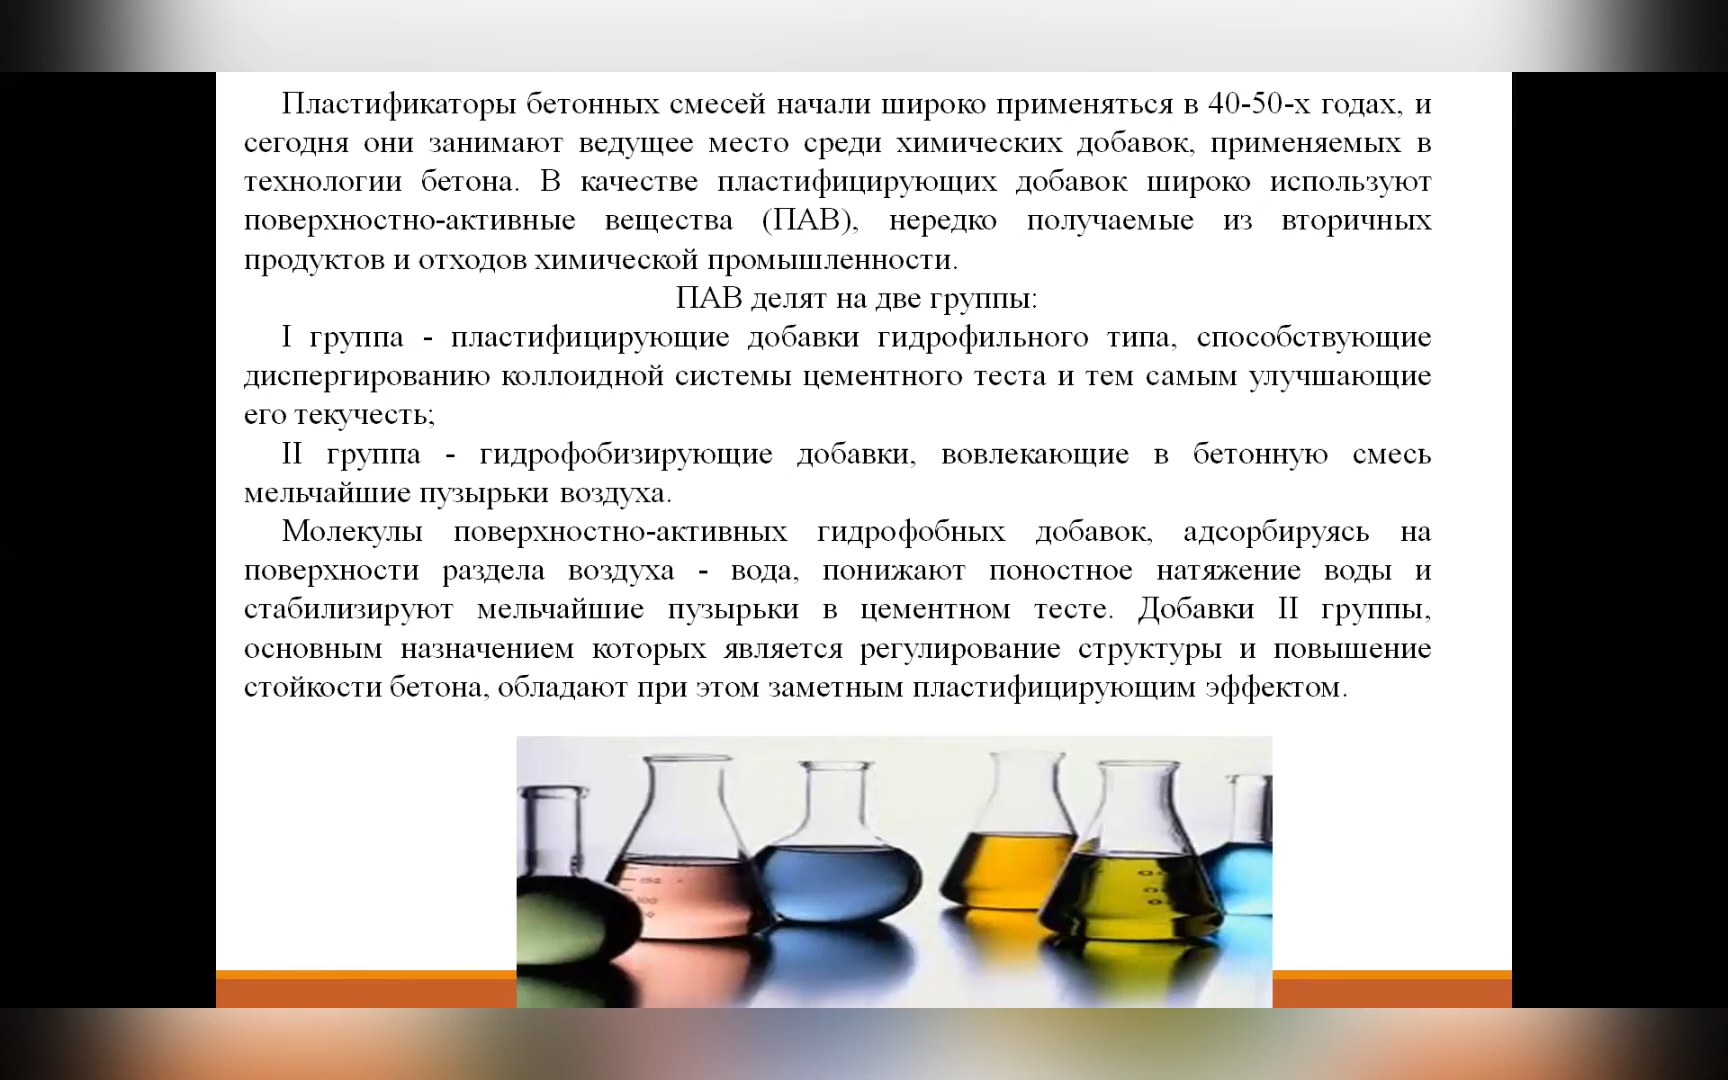 Пластификаторы бетонных смесей начали широко применяться в 40-50-х годах, и
сегодня они занимают ведущее место среди химических добавок, применяемых в
технологии бетона. В качестве пластифицирующих добавок широко используют
поверхностно-активные вещества (ПАВ), нередко получаемые из вторичных
продуктов и отходов химической промышленности.
ПАВ делят на две группы:
I группа - пластифицирующие добавки гидрофильного типа, способствующие
диспергированию коллоидной системы цементного теста и тем самым улучшающие
его текучесть;
II группа - гидрофобизирующие добавки, вовлекающие в бетонную смесь
мельчайшие пузырьки воздуха.
Молекулы поверхностно-активных гидрофобных добавок, адсорбируясь на
поверхности раздела воздуха - вода, понижают поностное натяжение воды и
стабилизируют мельчайшие пузырьки в цементном тесте. Добавки II группы,
основным назначением которых является регулирование структуры и повышение
стойкости бетона, обладают при этом заметным пластифицирующим эффектом.